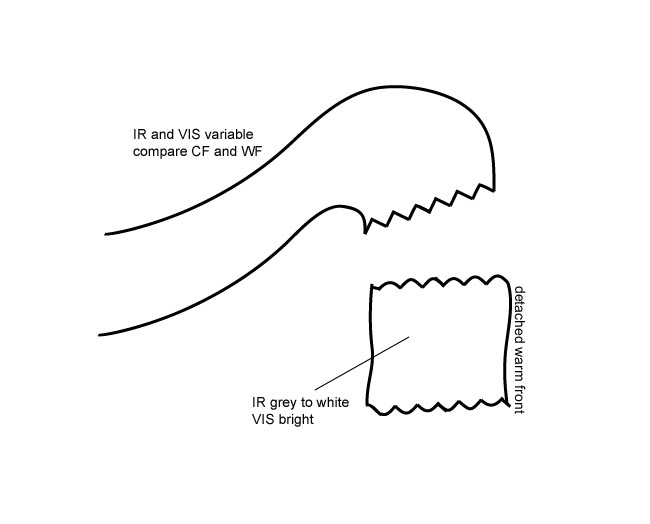 IR and VIS variable
compare CF and WF
detached warm front
IR grey to white
VIS bright